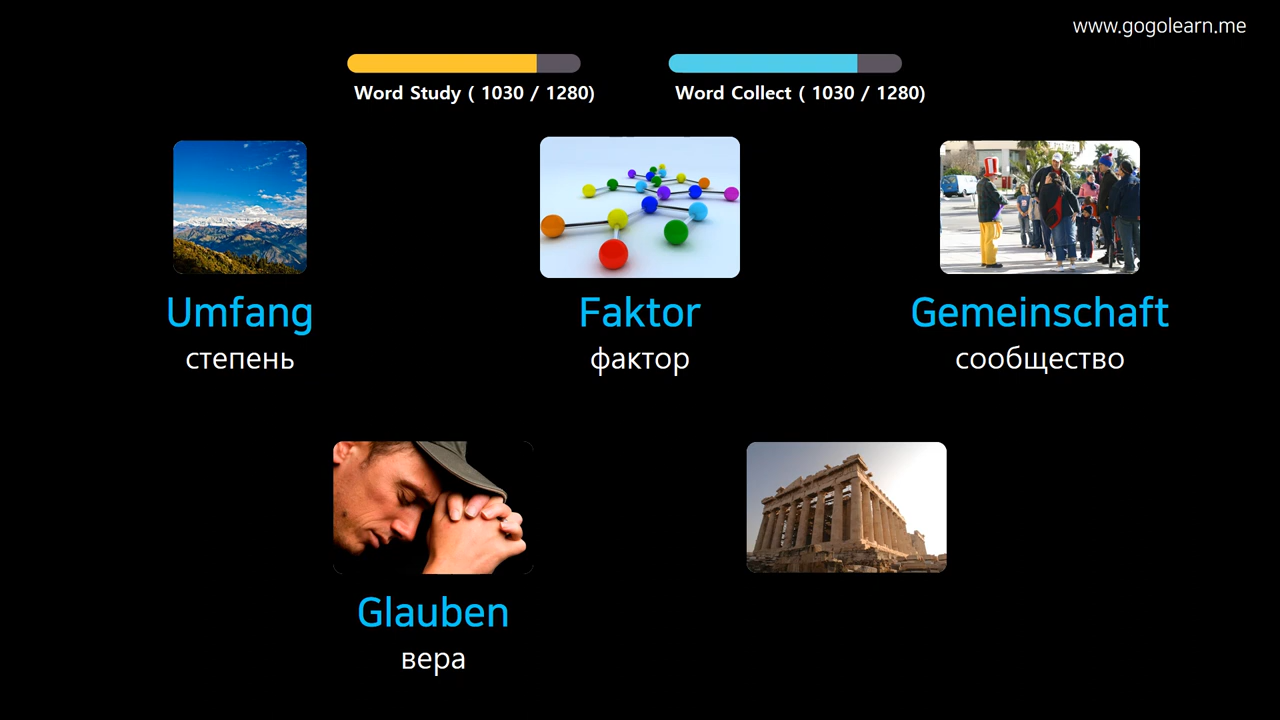 www.gogolearn.me
Word Study ( 1030 / 1280)
Word Collect ( 1030 / 1280)
Umfang
степень
Faktor
фактор
Gemeinschaft
сообщество
Glauben
вера